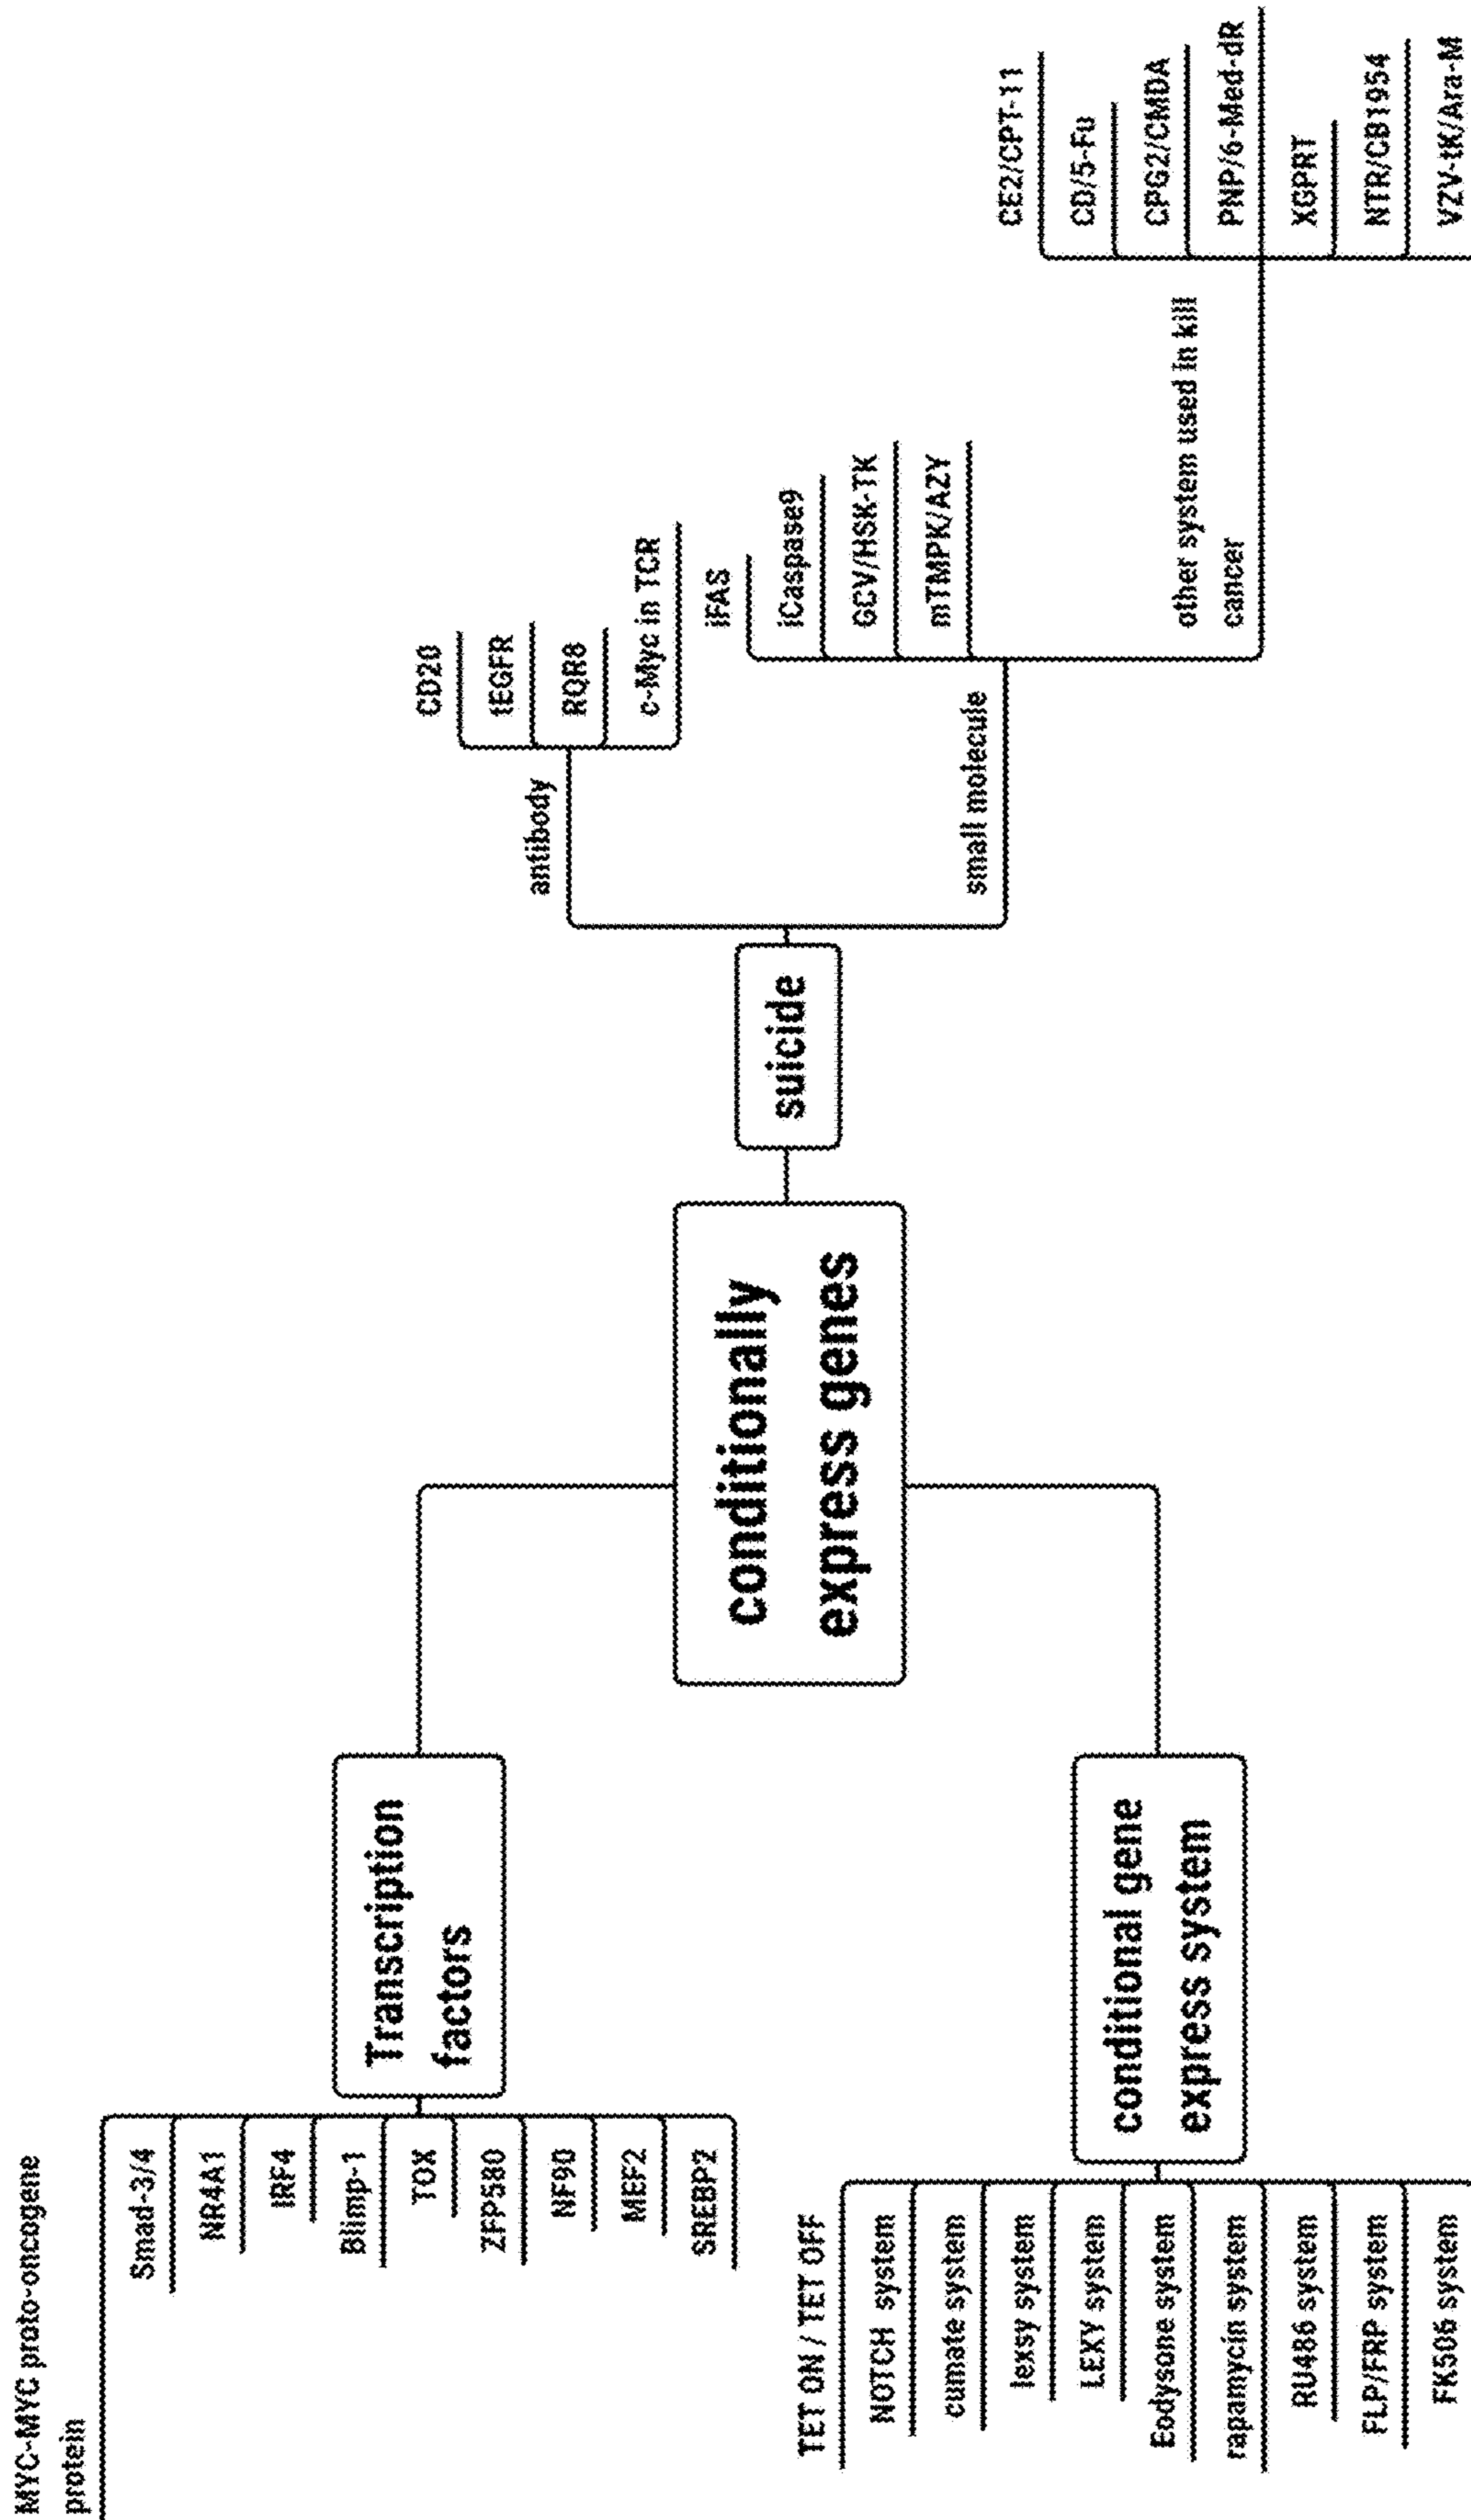 MYC-MYC proto-oncogene
protein
Smad-3/4
NR4A1
IRF4
Blimp-1
TOX
ZFP580
NF90
MEF2
SREBP2
Transcription
factors
TET ON / TET OFF
NOTCH system
cumate system
lexsy system
LEXY system
Eodysone system
rapamycin system
RU486 system
FLP/FRP system
FK506 system
conditional gene
express system
conditionally
express genes
suicide
antibody
CD20
tEGFR
RQR8
c-Myc in TCR
small molecule
iFAS
iCaspase9
GCV/HSK-TK
mTMPK/AZY
other system used in kill
cancer
CE2/CPT-11
CD/5-Fu
CPG2/CMDA
PNP/6-Med-dR
XGPRT
NTR/CB1954
VZV-tK/Ara-M